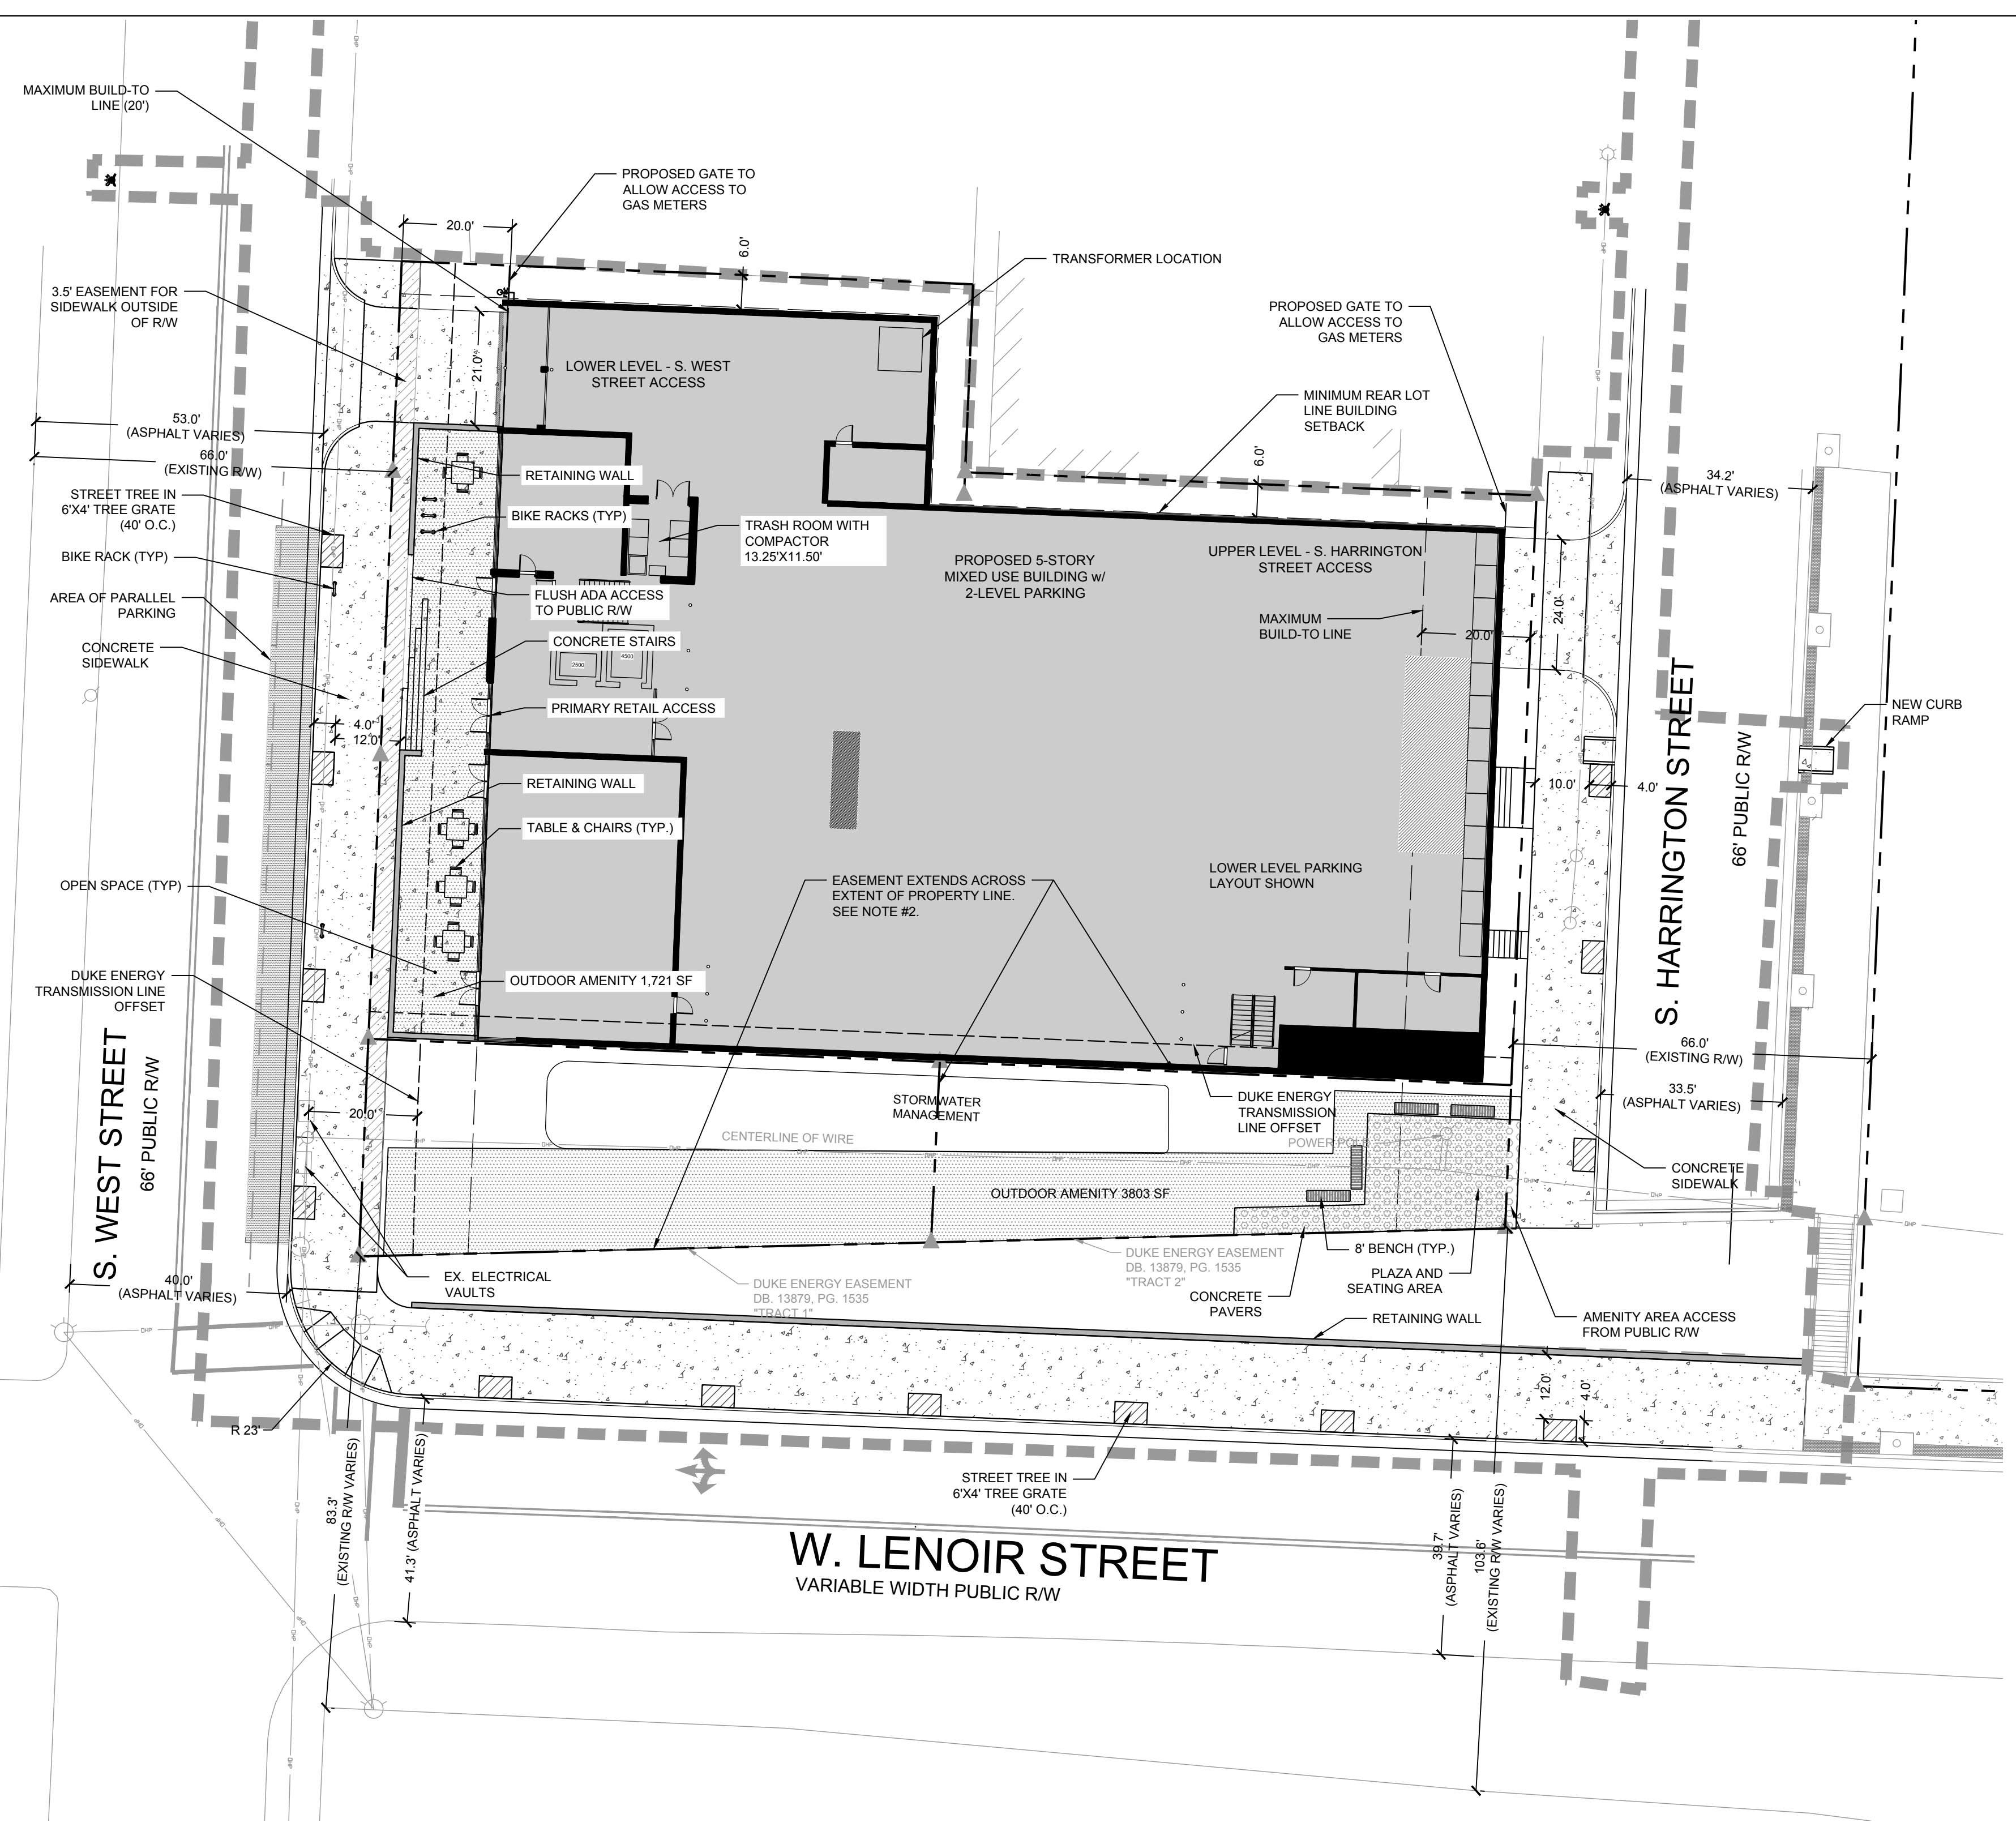 MAXIMUM BUILD-TO
LINE (20')
PROPOSED GATE TO
ALLOW ACCESS TO
GAS METERS
20.0'
6.0'
TRANSFORMER LOCATION
3.5' EASEMENT FOR
SIDEWALK OUTSIDE
OF R/W
PROPOSED GATE TO
ALLOW ACCESS TO
GAS METERS
21.0'
LOWER LEVEL - S. WEST
STREET ACCESS
MINIMUM REAR LOT
LINE BUILDING
SETBACK
53.0'
(ASPHALT VARIES)
66.0'
(EXISTING R/W)
6.0'
34.2'
(ASPHALT VARIES)
RETAINING WALL
STREET TREE IN
6'X4' TREE GRATE
(40' O.C.)
BIKE RACKS (TYP)
TRASH ROOM WITH
COMPACTOR
13.25'X11.50'
PROPOSED 5-STORY
MIXED USE BUILDING w/
2-LEVEL PARKING
UPPER LEVEL - S. HARRINGTON
STREET ACCESS
BIKE RACK (TYP)
AREA OF PARALLEL
PARKING
FLUSH ADA ACCESS
TO PUBLIC R/W
24.0'
MAXIMUM
BUILD-TO LINE
20.0'
CONCRETE
SIDEWALK
CONCRETE STAIRS
2500
4500
PRIMARY RETAIL ACCESS
NEW CURB
RAMP
4.0'
12.0'
RETAINING WALL
10.0'
4.0'
S. HARRINGTON STREET
66' PUBLIC R/W
TABLE & CHAIRS (TYP.)
OPEN SPACE (TYP)
EASEMENT EXTENDS ACROSS
EXTENT OF PROPERTY LINE.
SEE NOTE #2.
LOWER LEVEL PARKING
LAYOUT SHOWN
DUKE ENERGY
TRANSMISSION LINE
OFFSET
OUTDOOR AMENITY 1,721 SF
66.0'
(EXISTING R/W)
S. WEST STREET
66' PUBLIC R/W
33.5'
(ASPHALT VARIES)
20.0'
STORMWATER
MANAGEMENT
DUKE ENERGY
TRANSMISSION
LINE OFFSET
CENTERLINE OF WIRE
POWER POLE
OHP
OHP
OHP
OHP
CONCRETE
SIDEWALK
OUTDOOR AMENITY 3803 SF
8' BENCH (TYP.)
EX. ELECTRICAL
VAULTS
DUKE ENERGY EASEMENT
DB. 13879, PG. 1535
"TRACT 1"
DUKE ENERGY EASEMENT
DB. 13879, PG. 1535
"TRACT 2"
PLAZA AND
SEATING AREA
CONCRETE
PAVERS
40.0'
(ASPHALT VARIES)
RETAINING WALL
AMENITY AREA ACCESS
FROM PUBLIC R/W
12.0'
4.0'
R 23'
83.3'
(EXISTING R/W VARIES)
41.3' (ASPHALT VARIES)
STREET TREE IN
6'X4' TREE GRATE
(40' O.C.)
39.7'
(ASPHALT VARIES)
103.6'
(EXISTING R/W VARIES)
W. LENOIR STREET
VARIABLE WIDTH PUBLIC R/W